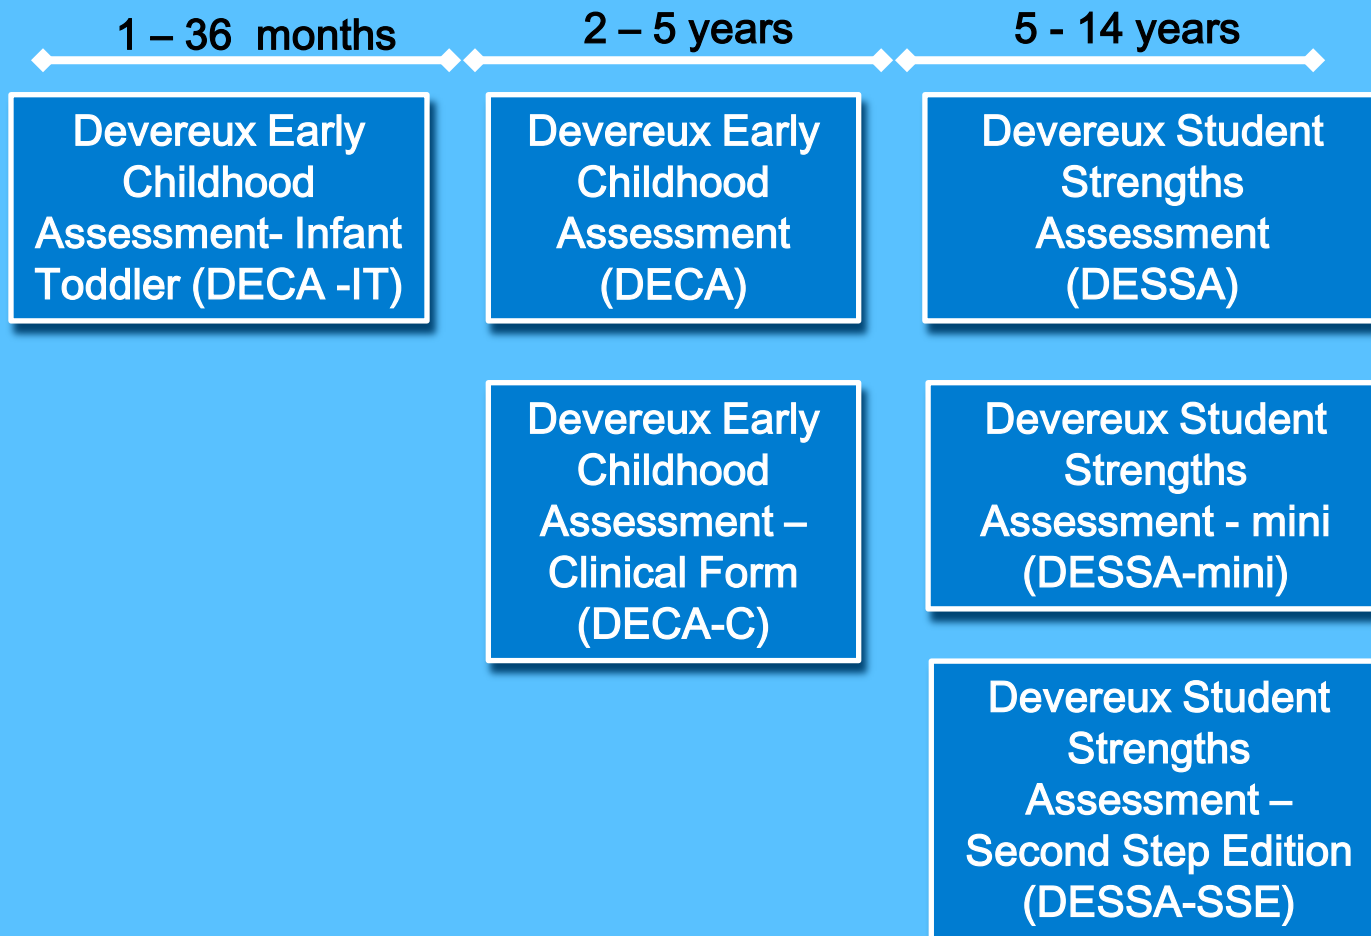 1 – 36 months
2 – 5 years
5 - 14 years
Devereux Early
Childhood
Assessment- Infant
Toddler (DECA -IT)
Devereux Early
Childhood
Assessment
(DECA)
Devereux Student
Strengths
Assessment
(DESSA)
Devereux Early
Childhood
Assessment –
Clinical Form
(DECA-C)
Devereux Student
Strengths
Assessment - mini
(DESSA-mini)
Devereux Student
Strengths
Assessment –
Second Step Edition
(DESSA-SSE)